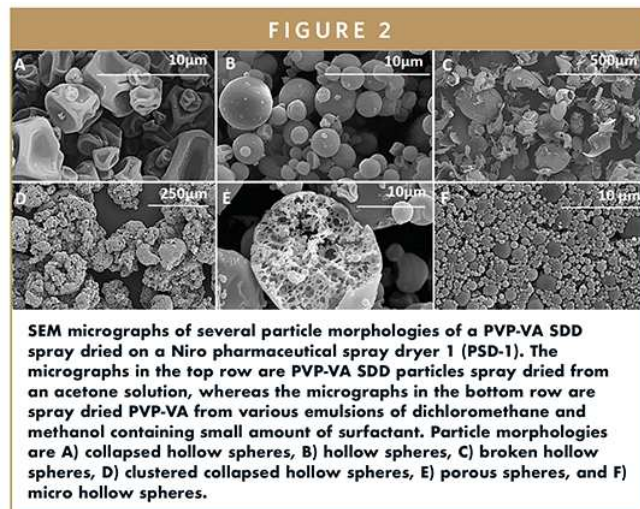 FIGURE 2
A 10µm B 10µm C 500µm
D 250µm E 10µm F 10 µm
SEM micrographs of several particle morphologies of a PVP-VA SDD
spray dried on a Niro pharmaceutical spray dryer 1 (PSD-1). The
micrographs in the top row are PVP-VA SDD particles spray dried from
an acetone solution, whereas the micrographs in the bottom row are
spray dried PVP-VA from various emulsions of dichloromethane and
methanol containing small amount of surfactant. Particle morphologies
are A) collapsed hollow spheres, B) hollow spheres, C) broken hollow
spheres, D) clustered collapsed hollow spheres, E) porous spheres, and F)
micro hollow spheres.